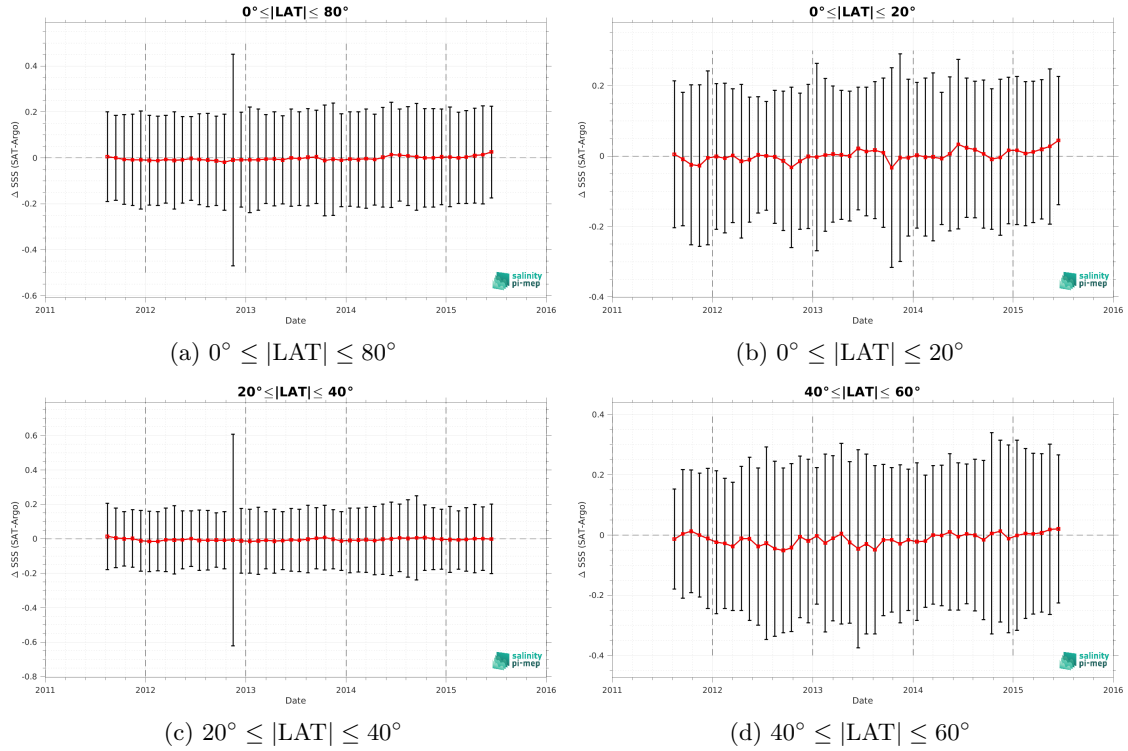 0°≤|LAT|≤ 80°
0.4
0.2
0
-0.2
-0.4
-0.6
Δ SSS (SAT-Argo)
2011 2012 2013 2014 2015 2016
Date
salinity
pi-mep
(a) 0° ≤ |LAT| ≤ 80°
0°≤|LAT|≤ 20°
0.2
0
-0.2
-0.4
Δ SSS (SAT-Argo)
2011 2012 2013 2014 2015 2016
Date
salinity
pi-mep
(b) 0° ≤ |LAT| ≤ 20°
20°≤|LAT|≤ 40°
0.6
0.4
0.2
0
-0.2
-0.4
-0.6
-0.8
Δ SSS (SAT-Argo)
2011 2012 2013 2014 2015 2016
Date
salinity
pi-mep
(c) 20° ≤ |LAT| ≤ 40°
40°≤|LAT|≤ 60°
0.4
0.2
0
-0.2
-0.4
Δ SSS (SAT-Argo)
2011 2012 2013 2014 2015 2016
Date
salinity
pi-mep
(d) 40° ≤ |LAT| ≤ 60°